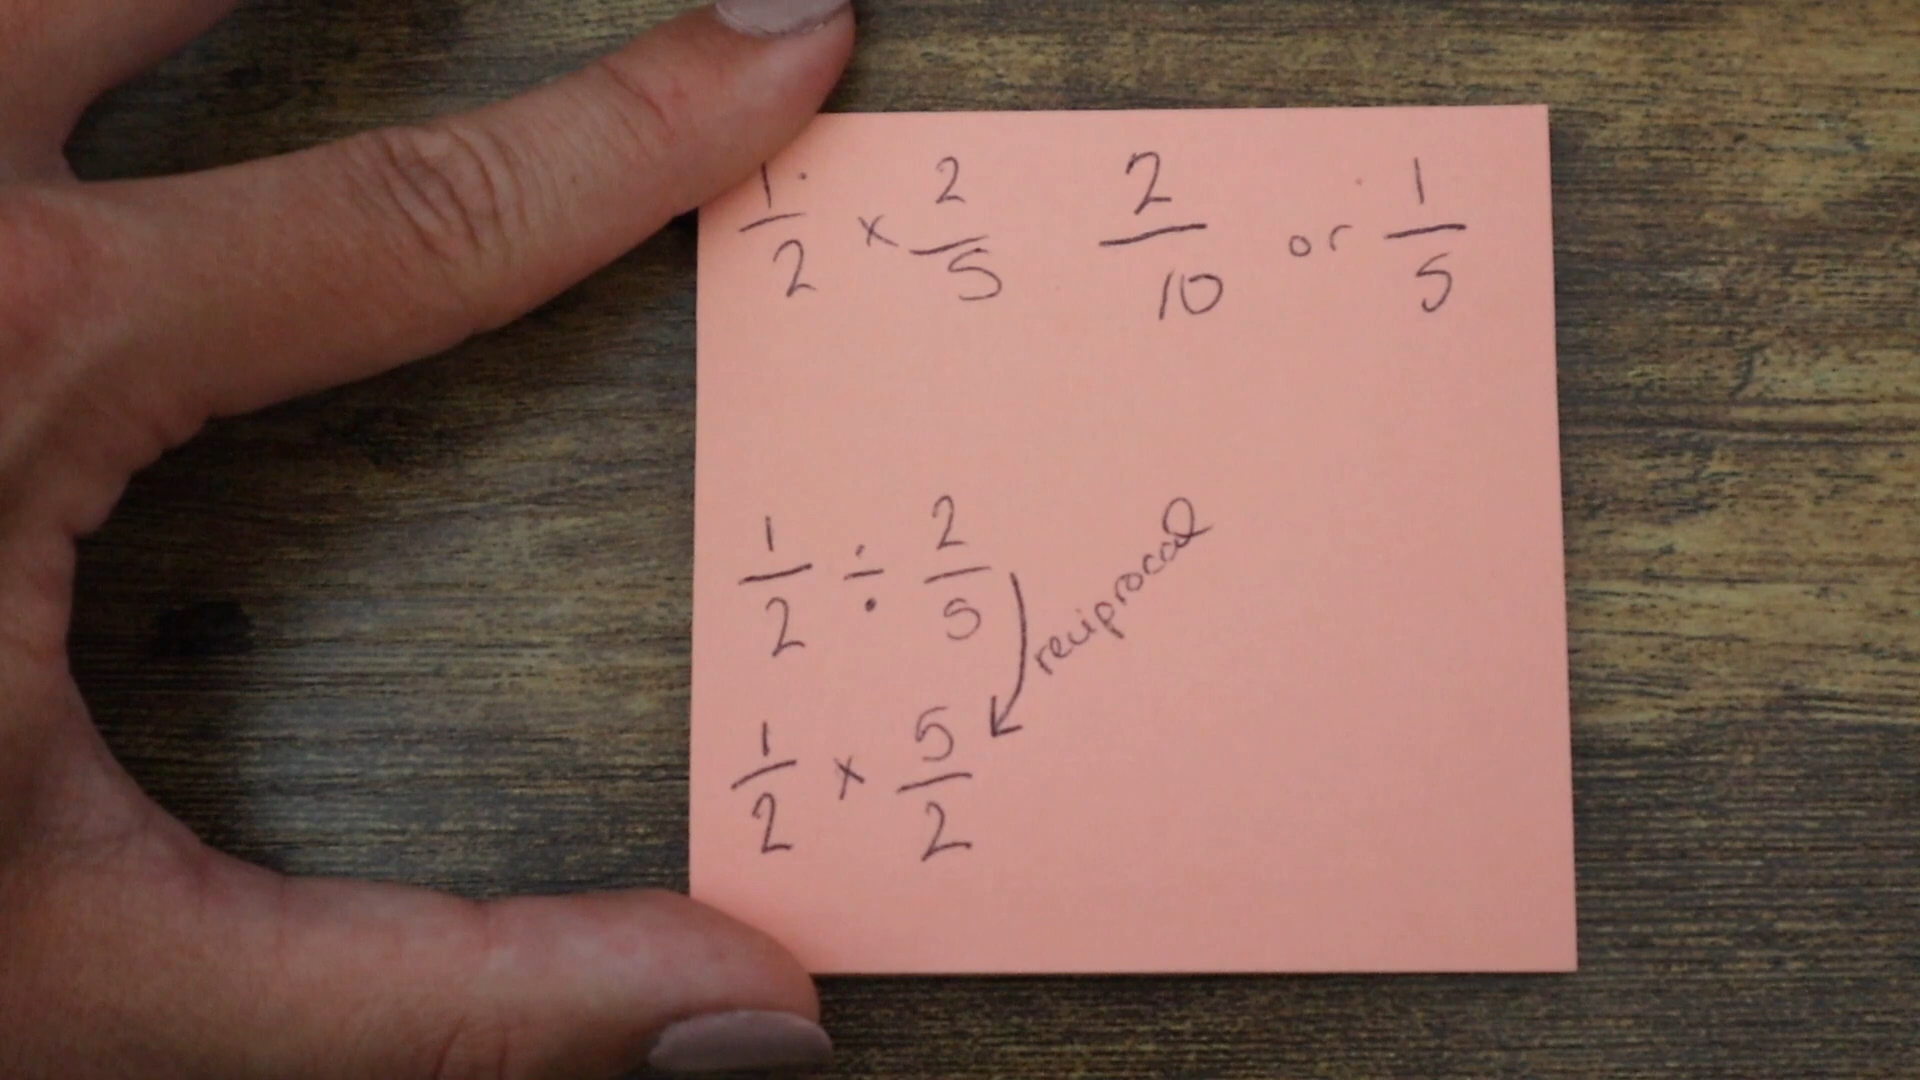 1/2 x 2/5 2/10 or 1/5
1/2 ÷ 2/5
reciprocal
1/2 x 5/2